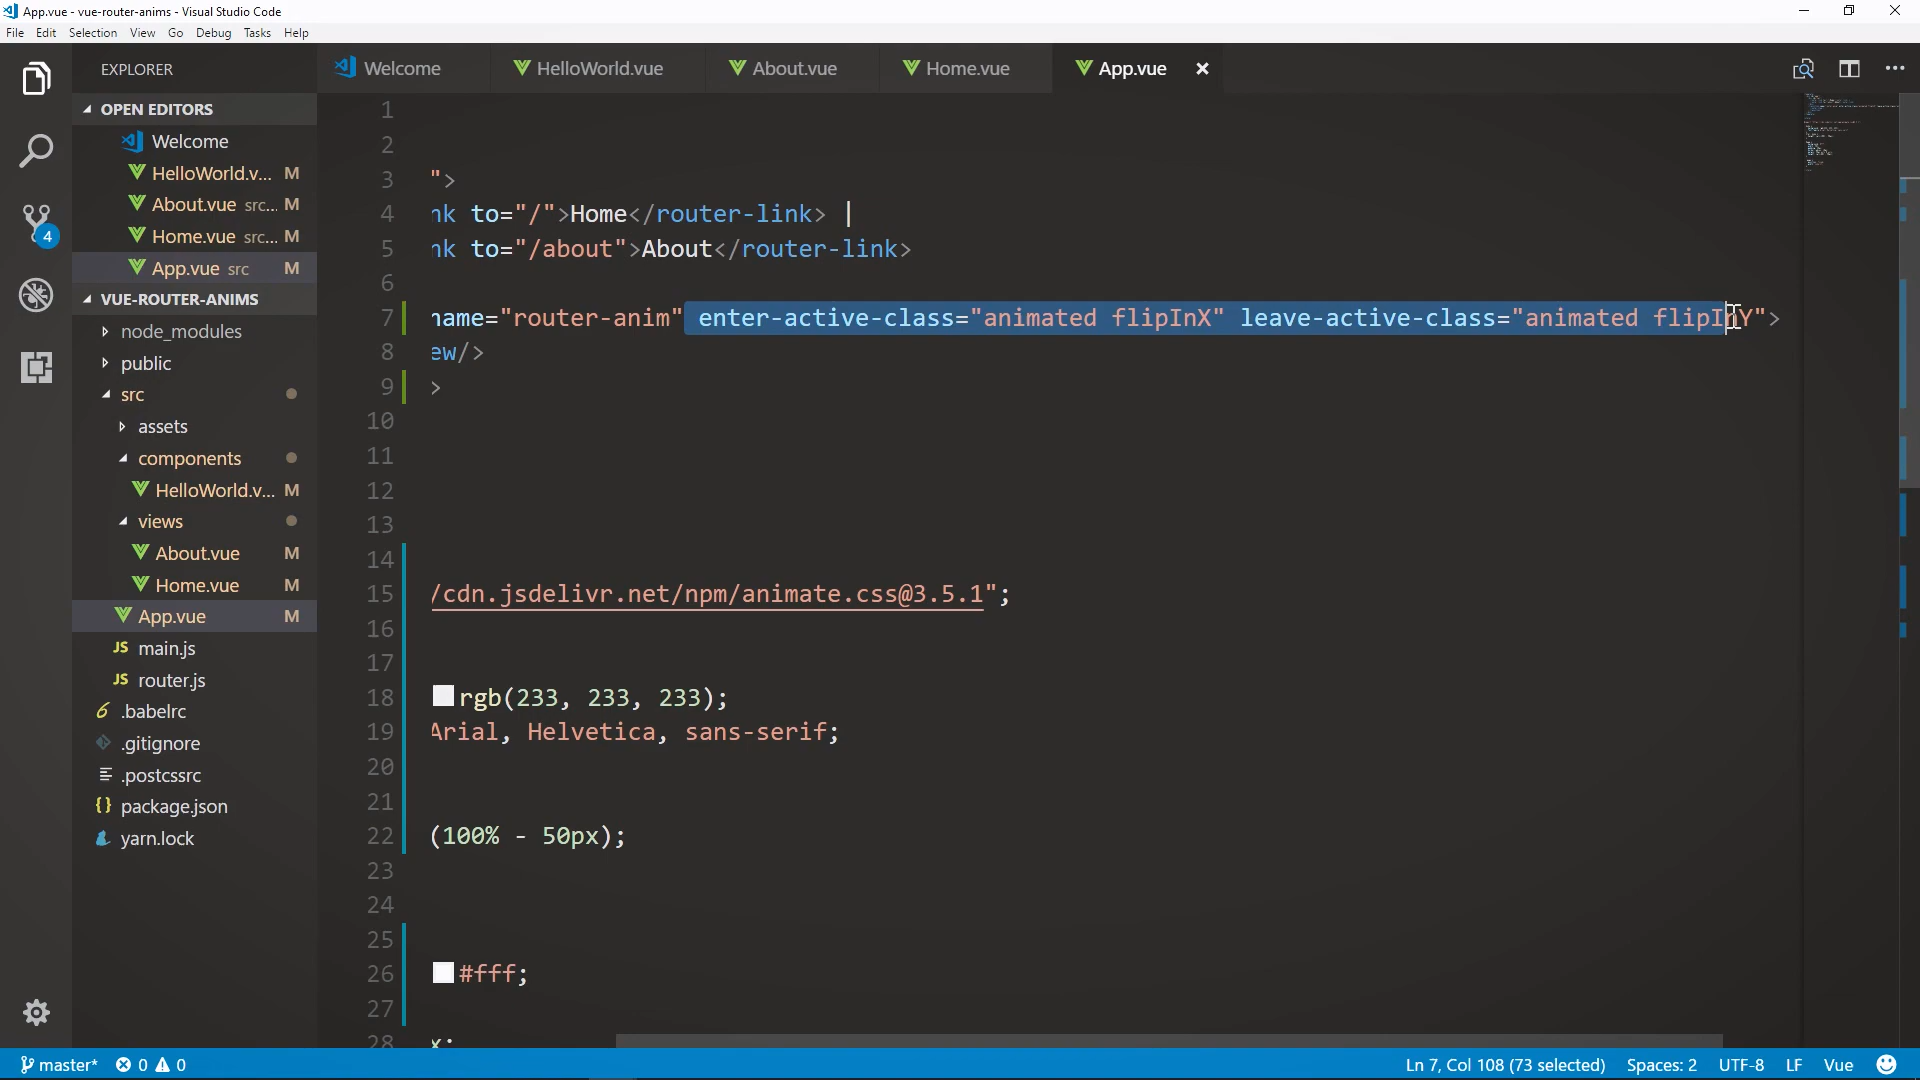 App.vue - vue-router-anims - Visual Studio Code
File Edit Selection View Go Debug Tasks Help
EXPLORER
Welcome HelloWorld.vue About.vue Home.vue App.vue
OPEN EDITORS
Welcome
HelloWorld.v... M
About.vue src... M
Home.vue src... M
App.vue src M
VUE-ROUTER-ANIMS
node_modules
public
src
assets
components
HelloWorld.v... M
views
About.vue M
Home.vue M
App.vue M
JS main.js
JS router.js
.babelrc
.gitignore
.postcssrc
{} package.json
yarn.lock
4
1
2
3 ">
4 nk to="/">Home</router-link> |
5 nk to="/about">About</router-link>
6
7 name="router-anim" enter-active-class="animated flipInX" leave-active-class="animated flipInY">
8 ew/>
9 >
10
11
12
13
14
15 /cdn.jsdelivr.net/npm/animate.css@3.5.1";
16
17
18 rgb(233, 233, 233);
19 Arial, Helvetica, sans-serif;
20
21
22 (100% - 50px);
23
24
25
26 #fff;
27
28 x;
master* 0 0 Ln 7, Col 108 (73 selected) Spaces: 2 UTF-8 LF Vue